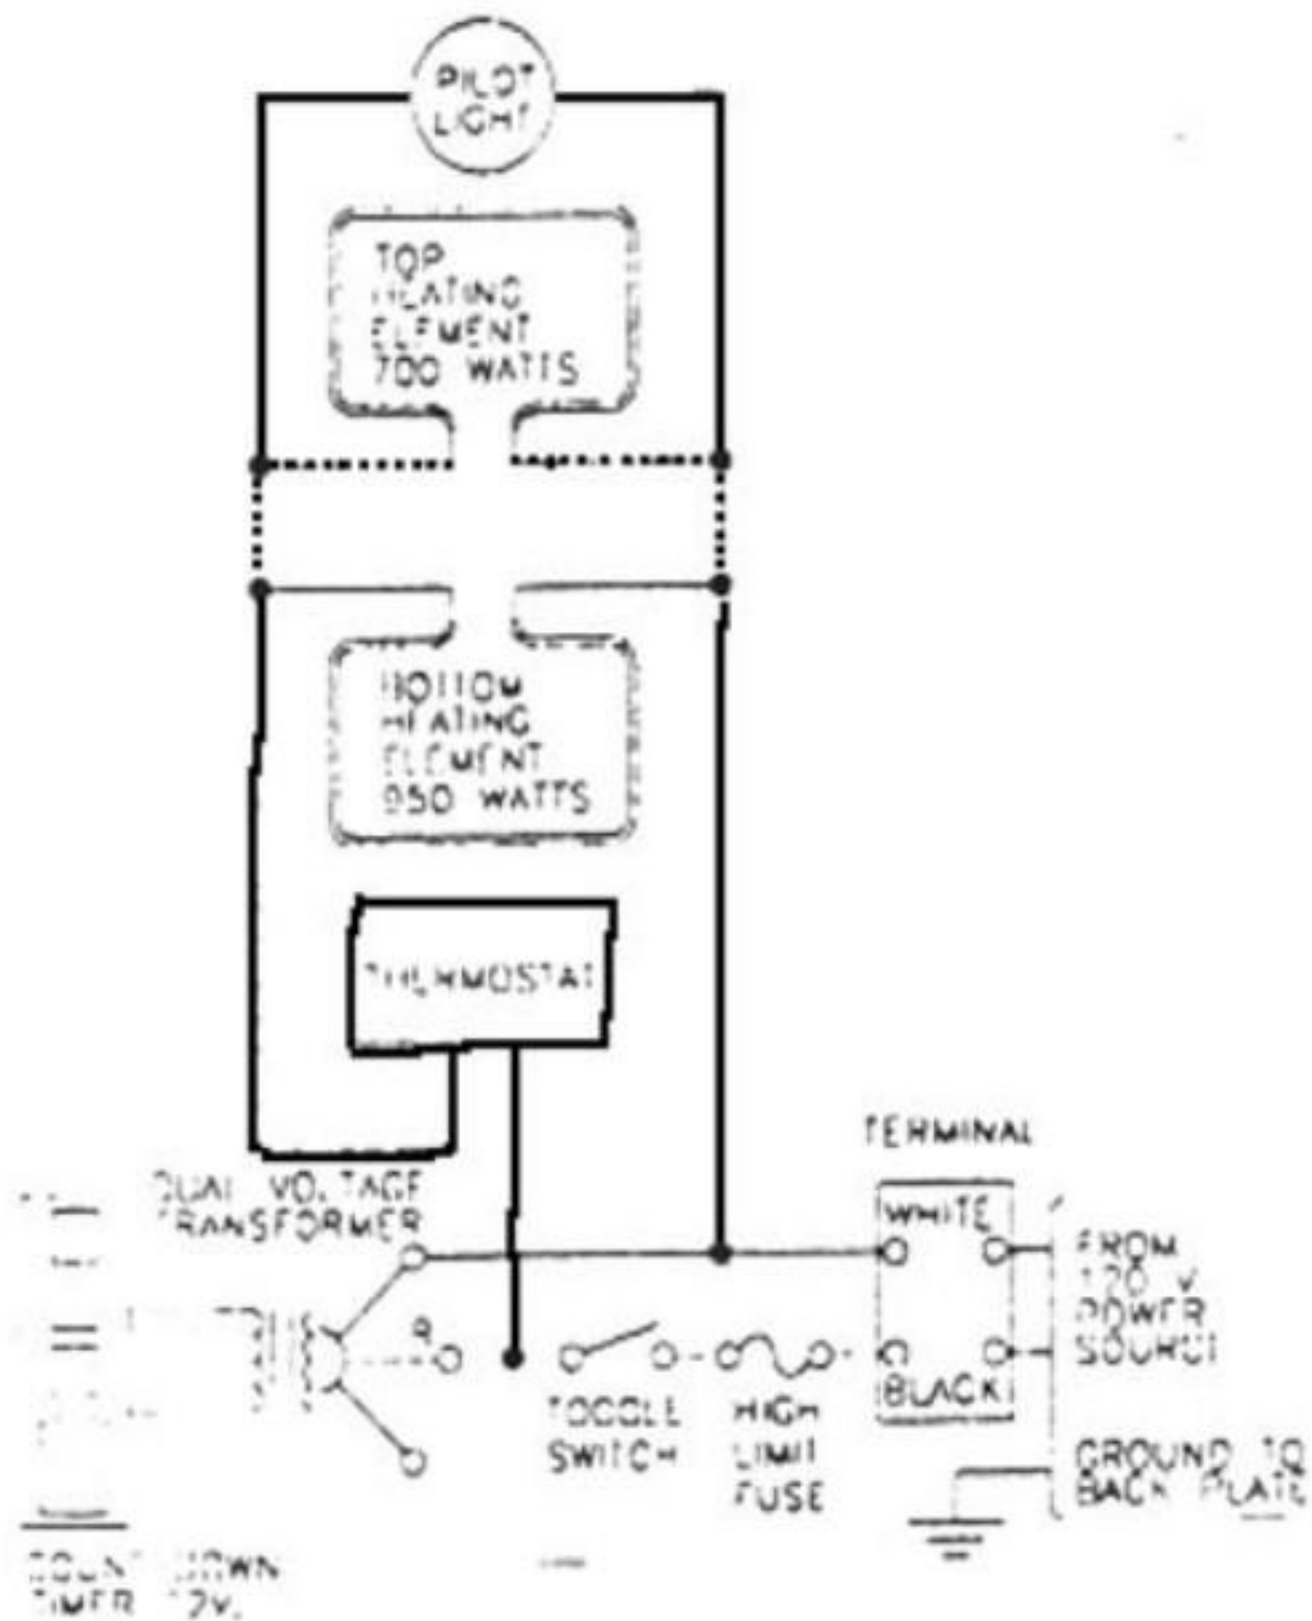 PILOT
LIGHT
TOP
HEATING
ELEMENT
700 WATTS
BOTTOM
HEATING
ELEMENT
950 WATTS
THERMOSTAT
TERMINAL
DUAL VOLTAGE
TRANSFORMER
WHITE
FROM
120 V
POWER
SOURCE
BLACK
TOGGLE
SWITCH
HIGH
LIMIT
FUSE
GROUND TO
BACK PLATE
COUNT DOWN
TIMER